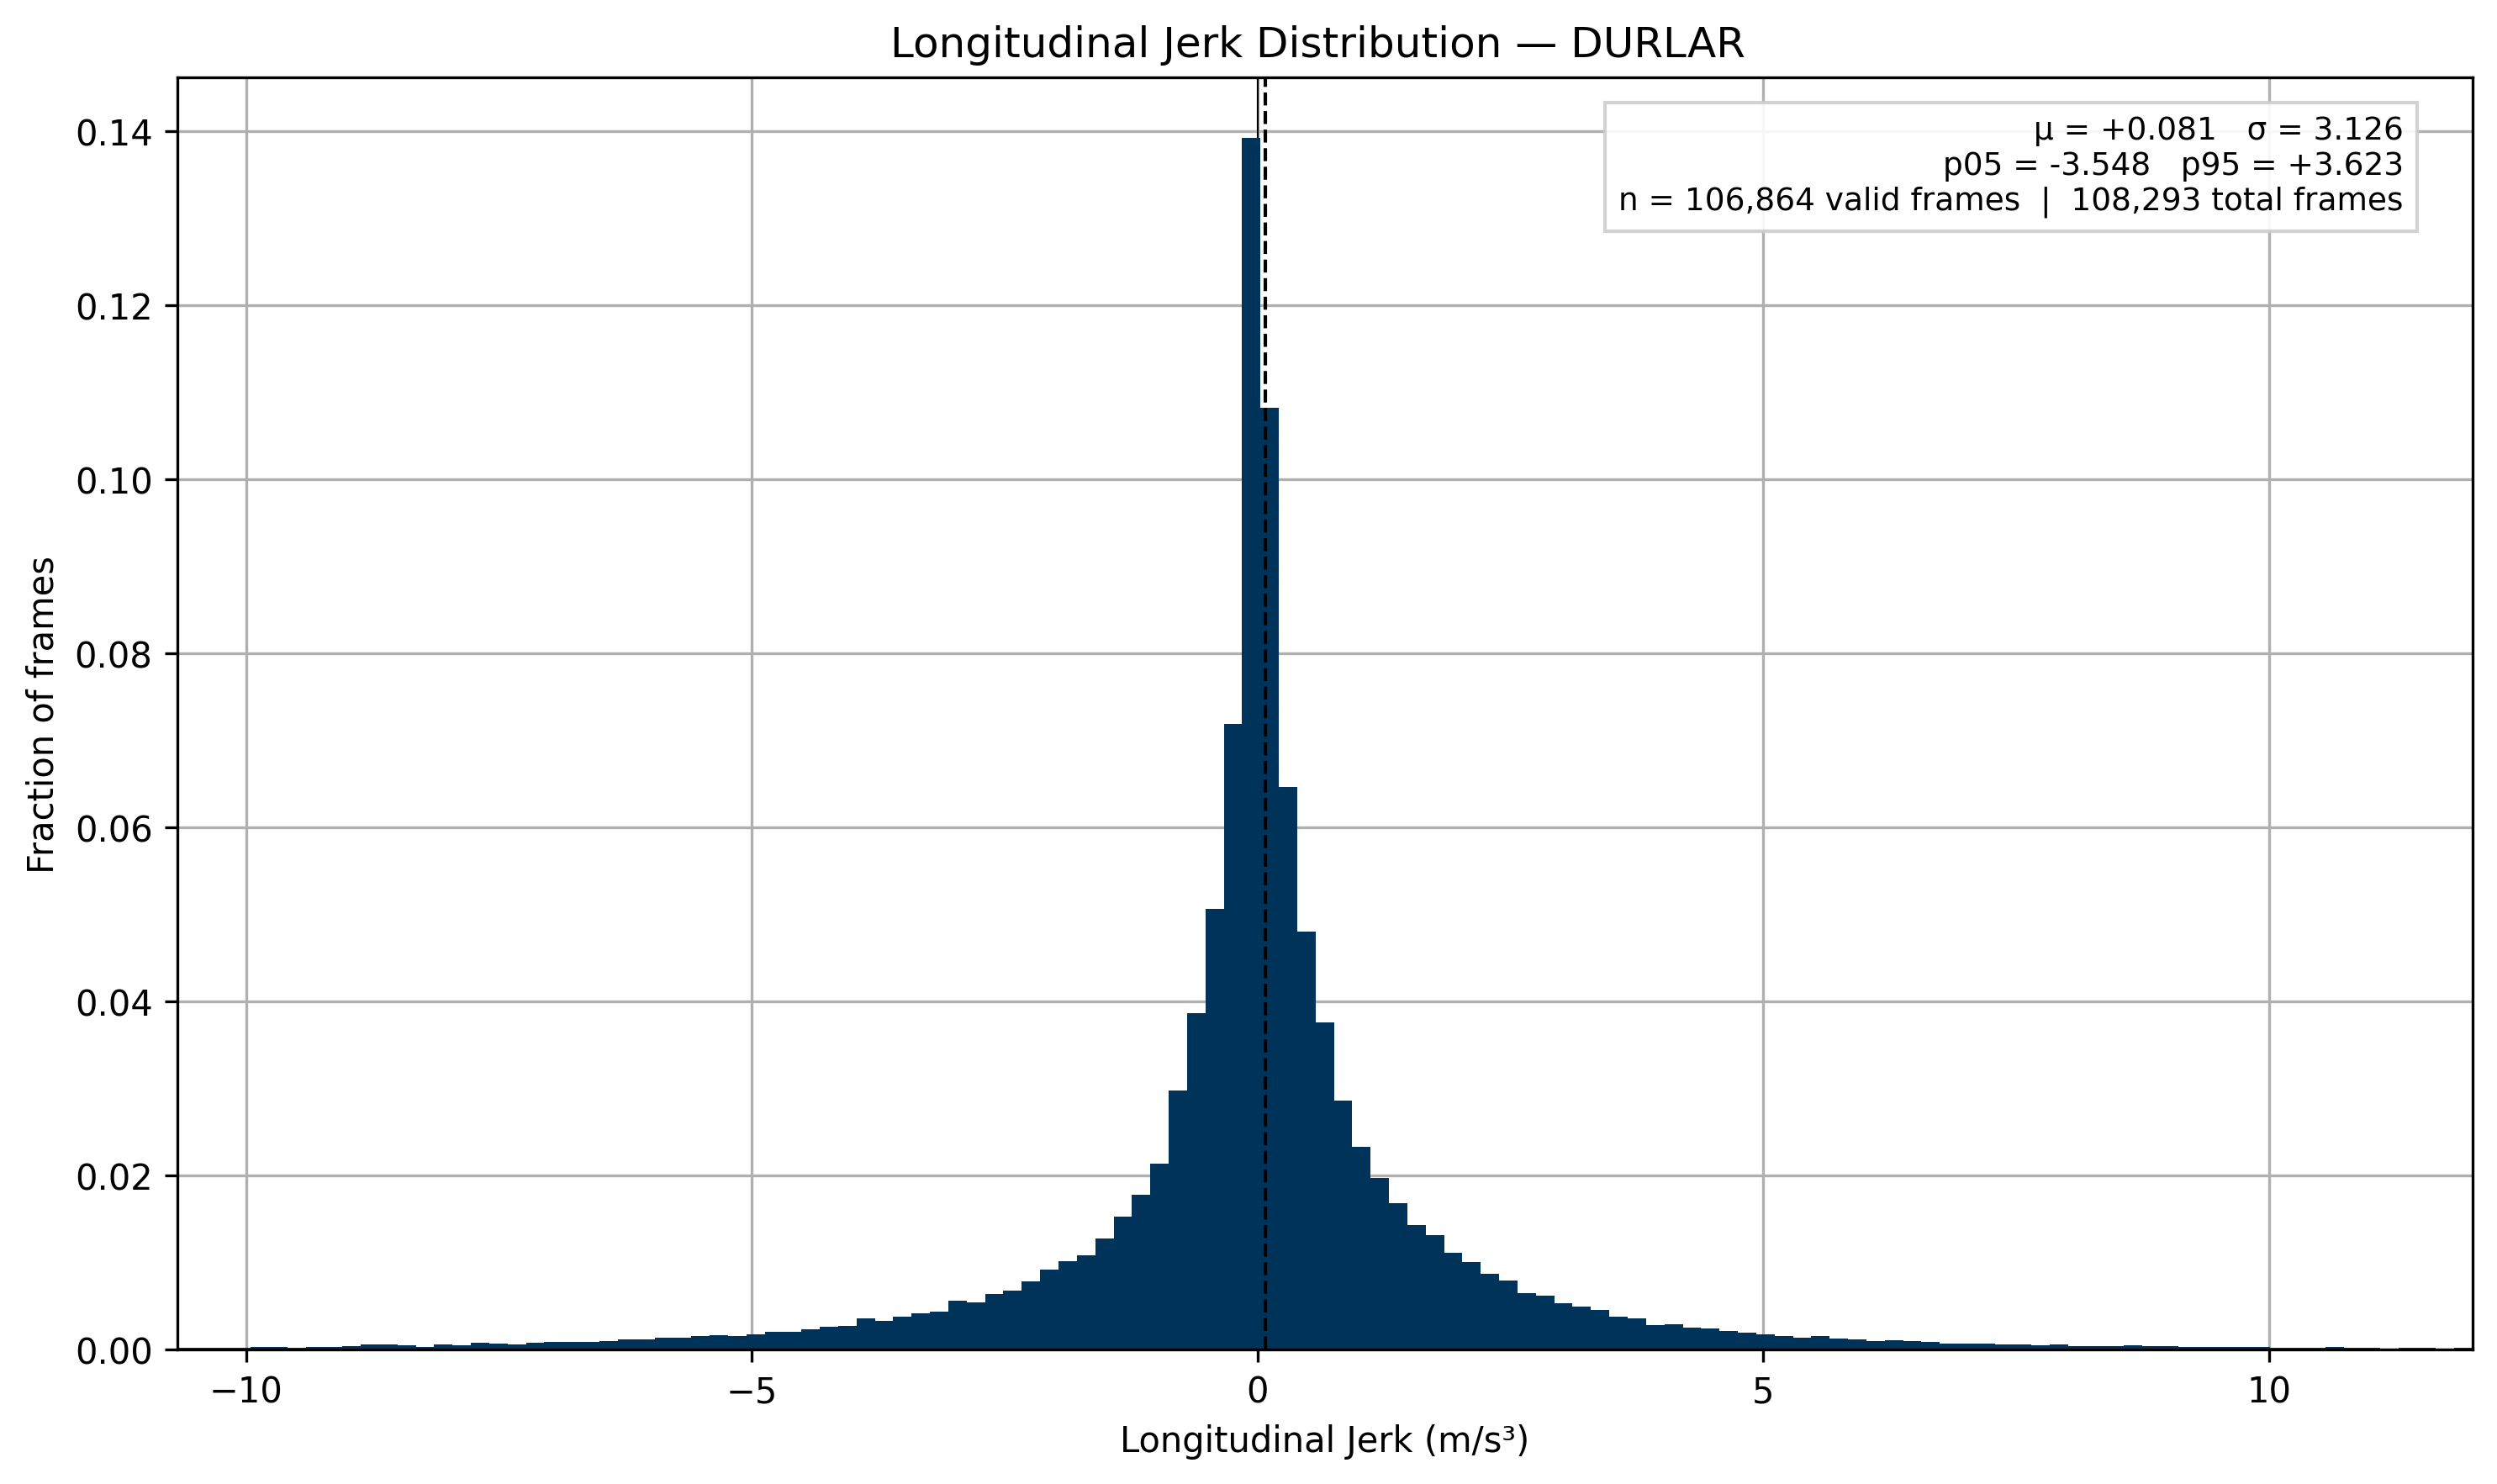 Longitudinal Jerk Distribution — DURLAR
µ = +0.081   σ = 3.126
p05 = -3.548   p95 = +3.623
n = 106,864 valid frames  |  108,293 total frames
0.14
0.12
0.10
0.08
0.06
0.04
0.02
0.00
Fraction of frames
−10
−5
0
5
10
Longitudinal Jerk (m/s³)